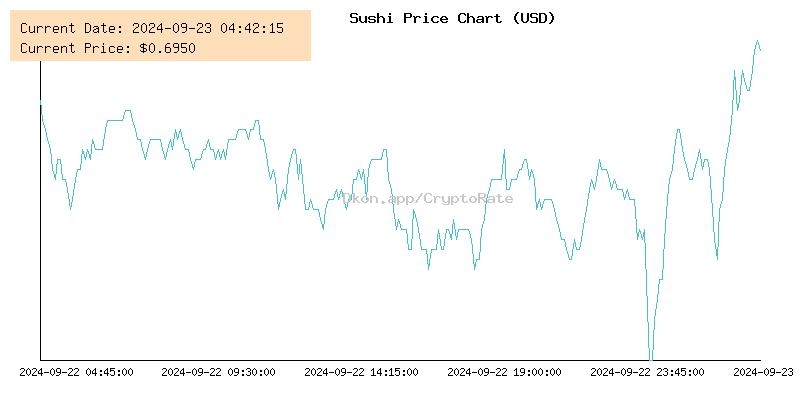 Sushi Price Chart (USD)
Current Date: 2024-09-23 04:42:15
Current Price: $0.6950
Dkon.app/CryptoRate
2024-09-22 04:45:00 2024-09-22 09:30:00 2024-09-22 14:15:00 2024-09-22 19:00:00 2024-09-22 23:45:00 2024-09-23